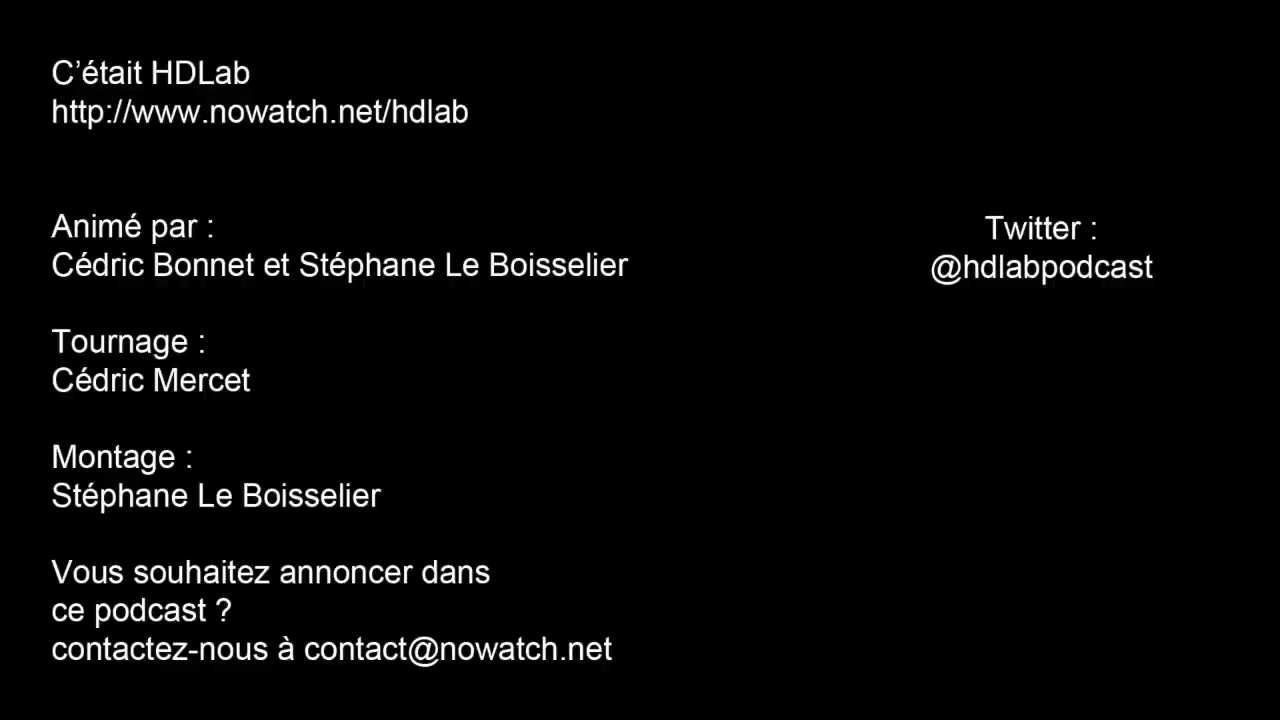 C’était HDLab
http://www.nowatch.net/hdlab
Animé par :
Cédric Bonnet et Stéphane Le Boisselier
Twitter :
@hdlabpodcast
Tournage :
Cédric Mercet
Montage :
Stéphane Le Boisselier
Vous souhaitez annoncer dans
ce podcast ?
contactez-nous à contact@nowatch.net